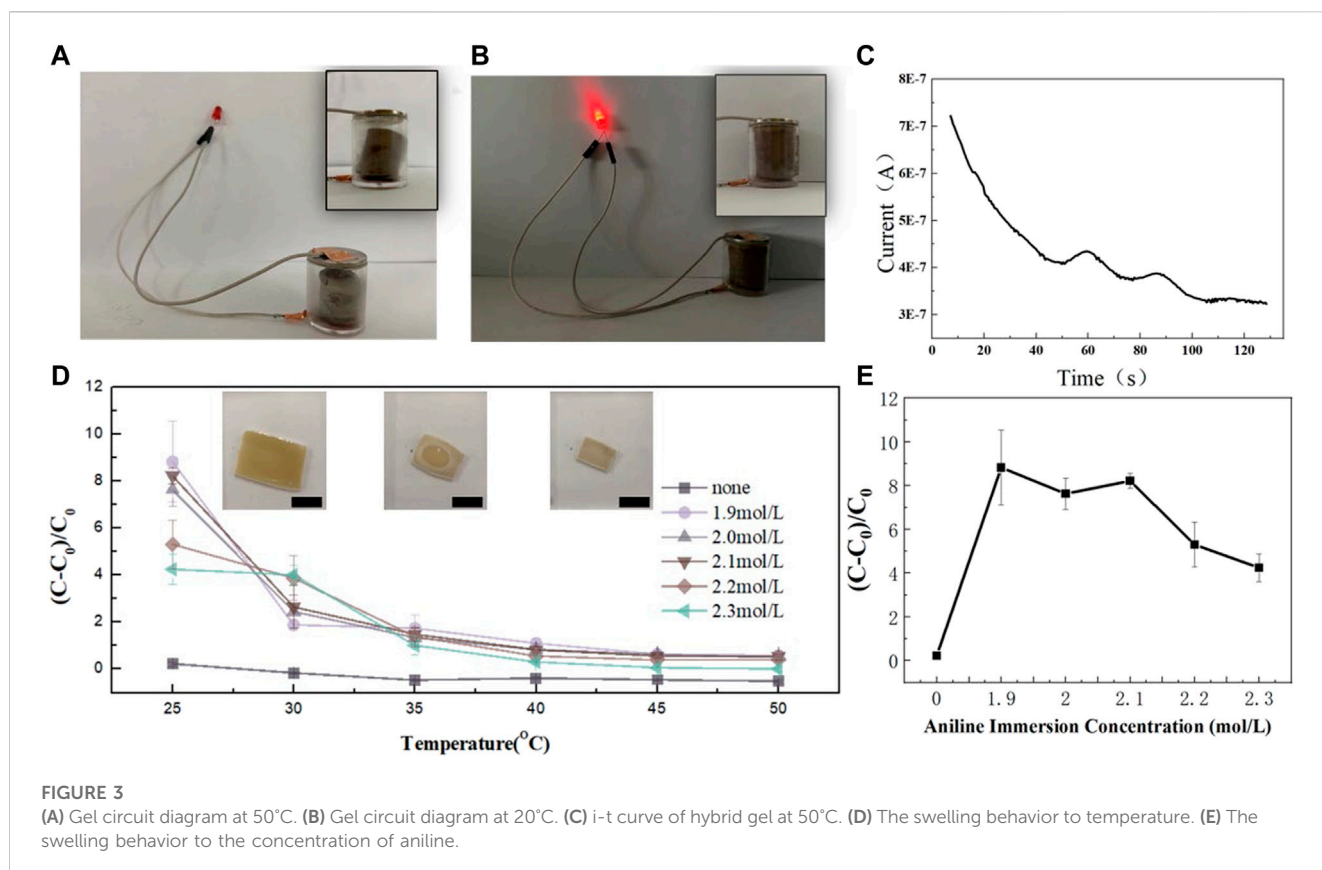 A
B
C
8E-7
7E-7
6E-7
5E-7
4E-7
3E-7
Current (A)
0 20 40 60 80 100 120
Time (s)
D
12
10
8
6
4
2
0
(C-C₀)/C₀
none
1.9mol/L
2.0mol/L
2.1mol/L
2.2mol/L
2.3mol/L
25 30 35 40 45 50
Temperature(°C)
E
12
10
8
6
4
2
0
(C-C₀)/C₀
0 1.9 2 2.1 2.2 2.3
Aniline Immersion Concentration (mol/L)
FIGURE 3
(A) Gel circuit diagram at 50°C. (B) Gel circuit diagram at 20°C. (C) i-t curve of hybrid gel at 50°C. (D) The swelling behavior to temperature. (E) The
swelling behavior to the concentration of aniline.